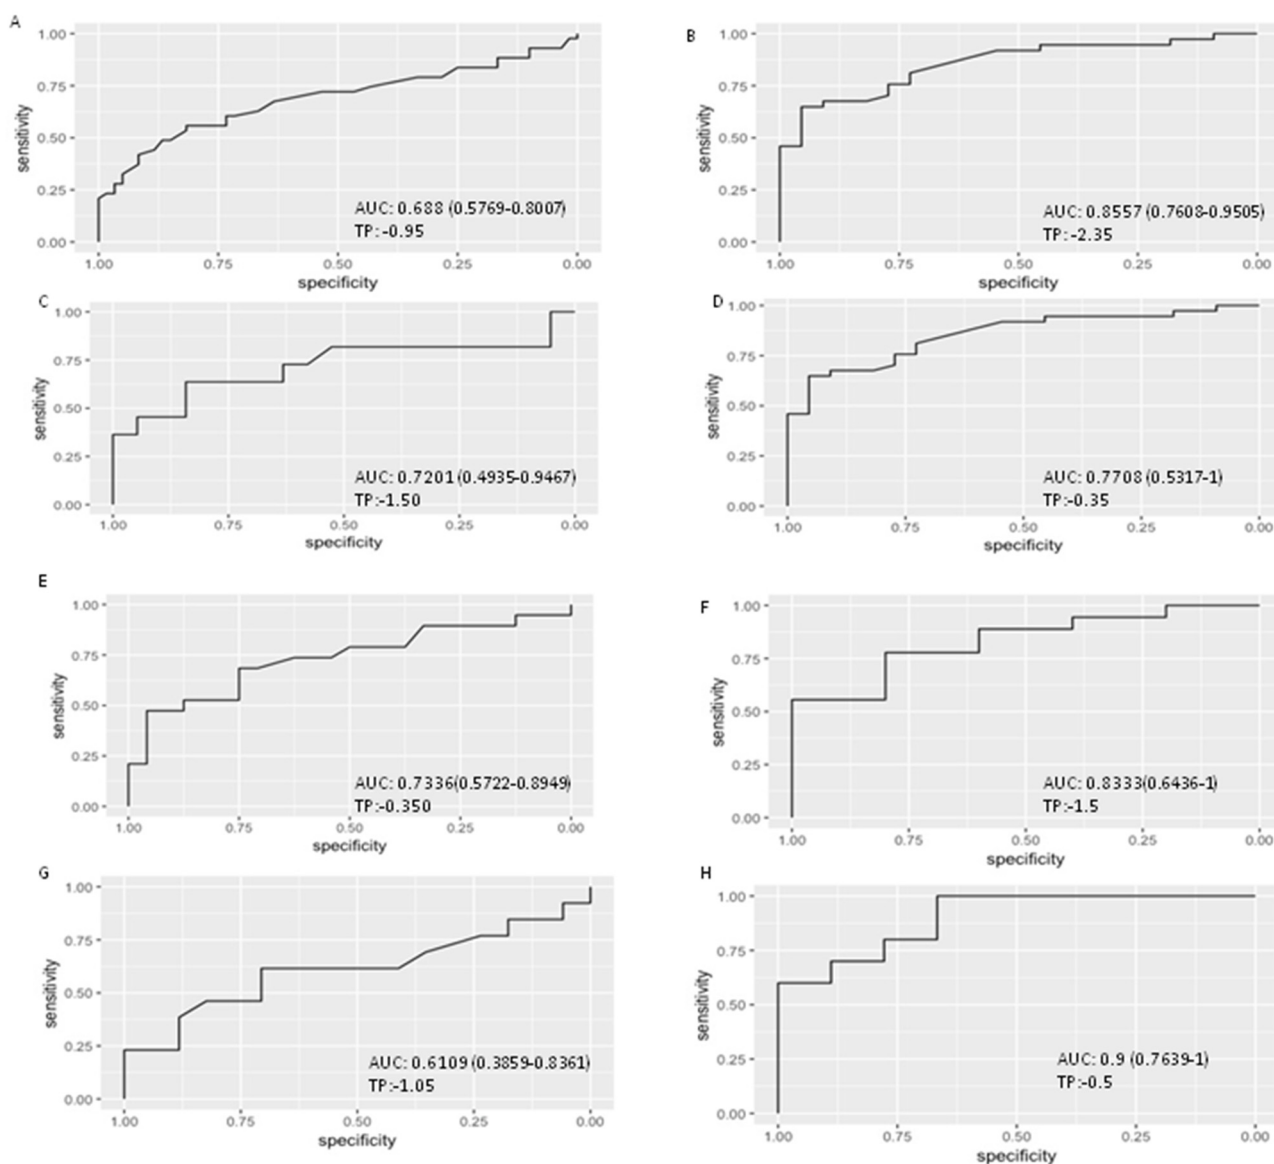 A
1.00
0.75
0.50
0.25
0.00
sensitivity
AUC: 0.688 (0.5769-0.8007)
TP:-0.95
1.00 0.75 0.50 0.25 0.00
specificity
B
1.00
0.75
0.50
0.25
0.00
sensitivity
AUC: 0.8557 (0.7608-0.9505)
TP:-2.35
1.00 0.75 0.50 0.25 0.00
specificity
C
1.00
0.75
0.50
0.25
0.00
sensitivity
AUC: 0.7201 (0.4935-0.9467)
TP:-1.50
1.00 0.75 0.50 0.25 0.00
specificity
D
1.00
0.75
0.50
0.25
0.00
sensitivity
AUC: 0.7708 (0.5317-1)
TP:-0.35
1.00 0.75 0.50 0.25 0.00
specificity
E
1.00
0.75
0.50
0.25
0.00
sensitivity
AUC: 0.7336(0.5722-0.8949)
TP:-0.350
1.00 0.75 0.50 0.25 0.00
specificity
F
1.00
0.75
0.50
0.25
0.00
sensitivity
AUC: 0.8333(0.6436-1)
TP:-1.5
1.00 0.75 0.50 0.25 0.00
specificity
G
1.00
0.75
0.50
0.25
0.00
sensitivity
AUC: 0.6109 (0.3859-0.8361)
TP:-1.05
1.00 0.75 0.50 0.25 0.00
specificity
H
1.00
0.75
0.50
0.25
0.00
sensitivity
AUC: 0.9 (0.7639-1)
TP:-0.5
1.00 0.75 0.50 0.25 0.00
specificity